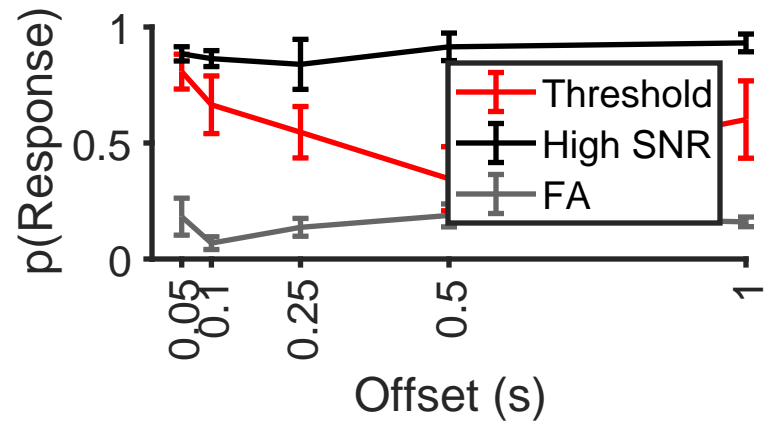 p(Response)
1
0.5
0
Threshold
High SNR
FA
0.05
0.1
0.25
0.5
1
Offset (s)